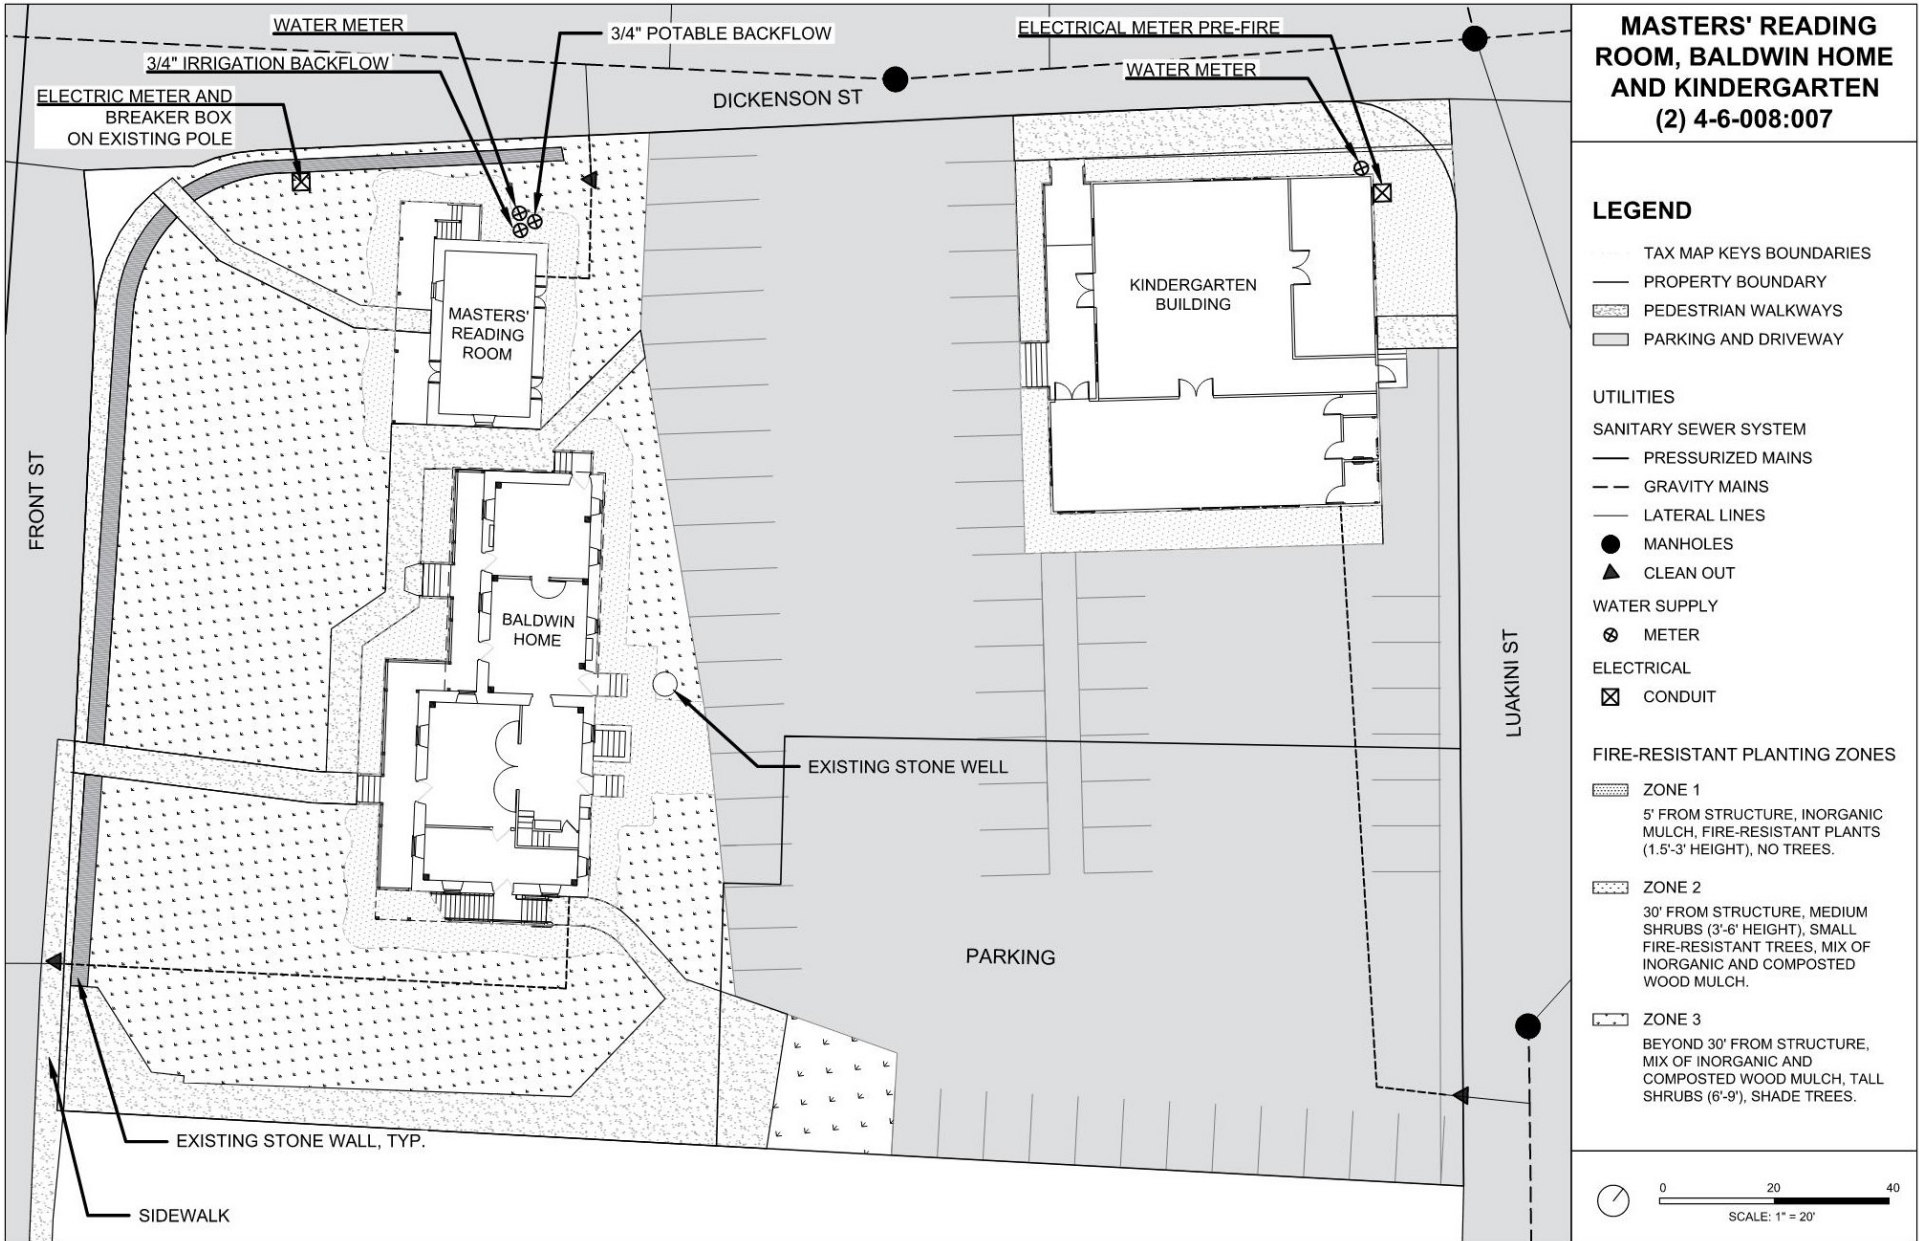 WATER METER
3/4" POTABLE BACKFLOW
3/4" IRRIGATION BACKFLOW
ELECTRIC METER AND
BREAKER BOX
ON EXISTING POLE
ELECTRICAL METER PRE-FIRE
WATER METER
DICKENSON ST
MASTERS'
READING
ROOM
KINDERGARTEN
BUILDING
FRONT ST
BALDWIN
HOME
LUAKINI ST
EXISTING STONE WELL
PARKING
EXISTING STONE WALL, TYP.
SIDEWALK
MASTERS' READING
ROOM, BALDWIN HOME
AND KINDERGARTEN
(2) 4-6-008:007
LEGEND
TAX MAP KEYS BOUNDARIES
PROPERTY BOUNDARY
PEDESTRIAN WALKWAYS
PARKING AND DRIVEWAY
UTILITIES
SANITARY SEWER SYSTEM
PRESSURIZED MAINS
GRAVITY MAINS
LATERAL LINES
MANHOLES
CLEAN OUT
WATER SUPPLY
METER
ELECTRICAL
CONDUIT
FIRE-RESISTANT PLANTING ZONES
ZONE 1
5' FROM STRUCTURE, INORGANIC
MULCH, FIRE-RESISTANT PLANTS
(1.5'-3' HEIGHT), NO TREES.
ZONE 2
30' FROM STRUCTURE, MEDIUM
SHRUBS (3'-6' HEIGHT), SMALL
FIRE-RESISTANT TREES, MIX OF
INORGANIC AND COMPOSTED
WOOD MULCH.
ZONE 3
BEYOND 30' FROM STRUCTURE,
MIX OF INORGANIC AND
COMPOSTED WOOD MULCH, TALL
SHRUBS (6'-9'), SHADE TREES.
0 20 40
SCALE: 1" = 20'